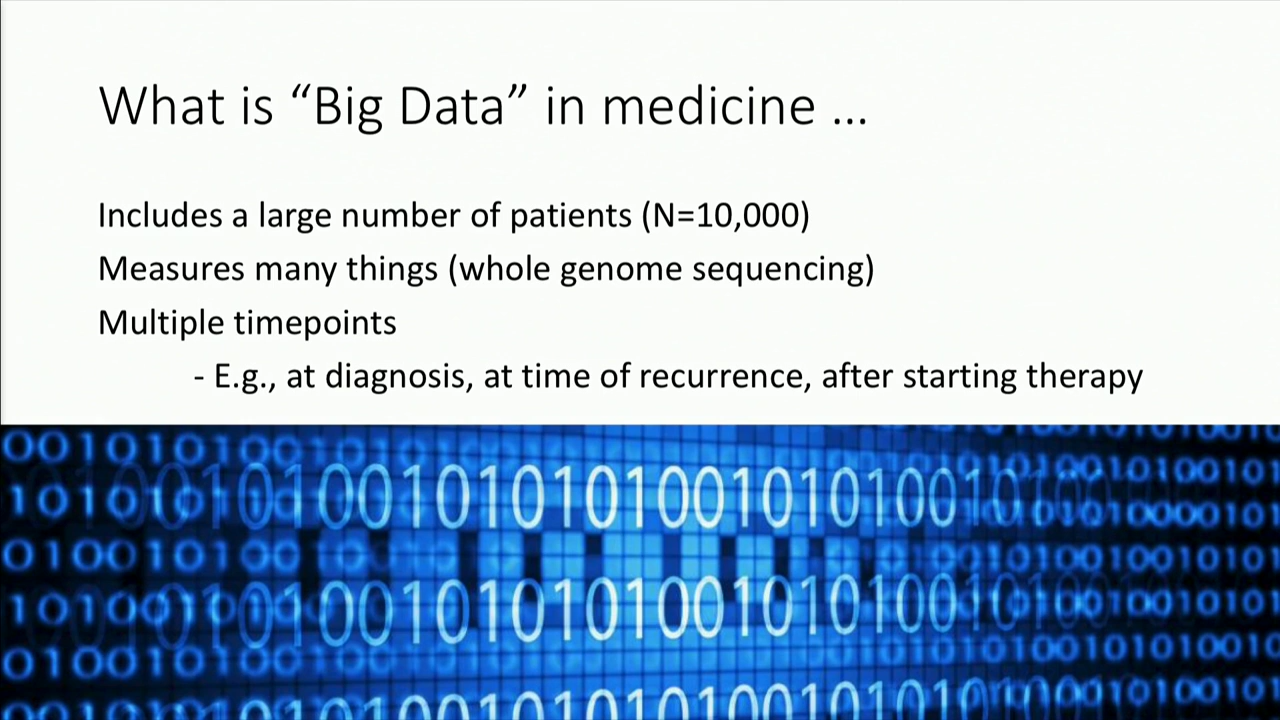 What is “Big Data” in medicine ...
Includes a large number of patients (N=10,000)
Measures many things (whole genome sequencing)
Multiple timepoints
- E.g., at diagnosis, at time of recurrence, after starting therapy